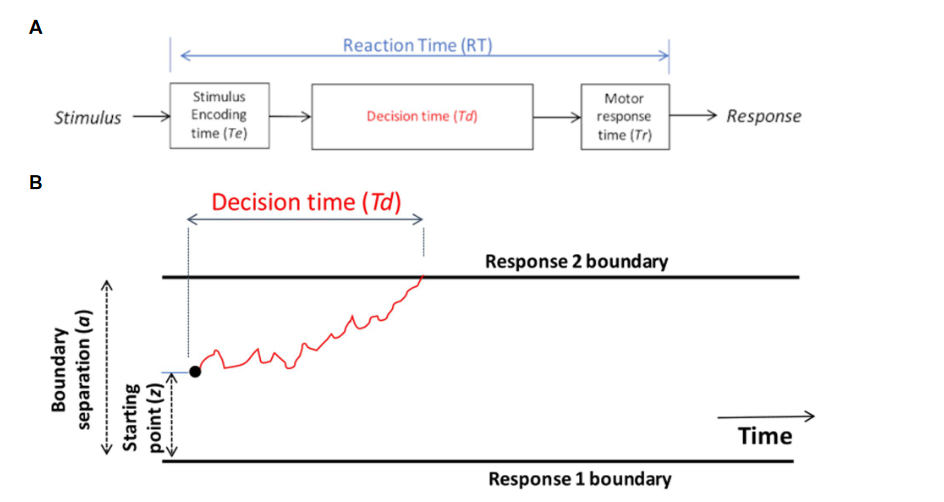 A
Reaction Time (RT)
Stimulus
Stimulus
Encoding
time (Te)
Decision time (Td)
Motor
response
time (Tr)
Response
B
Decision time (Td)
Response 2 boundary
Boundary
separation (a)
Starting
point (z)
Time
Response 1 boundary